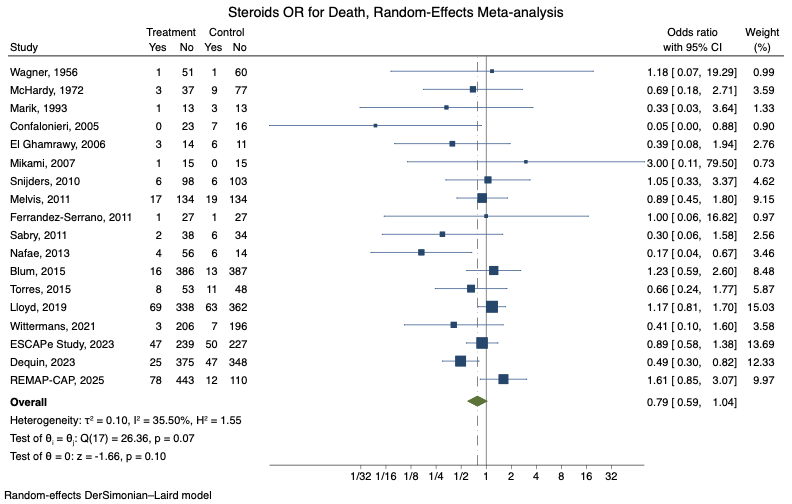 Steroids OR for Death, Random-Effects Meta-analysis
Treatment Control Odds ratio Weight
Study Yes No Yes No with 95% CI (%)
Wagner, 1956 1 51 1 60 1.18 [ 0.07, 19.29] 0.99
McHardy, 1972 3 37 9 77 0.69 [ 0.18, 2.71] 3.59
Marik, 1993 1 13 3 13 0.33 [ 0.03, 3.64] 1.33
Confalonieri, 2005 0 23 7 16 0.05 [ 0.00, 0.88] 0.90
El Ghamrawy, 2006 3 14 6 11 0.39 [ 0.08, 1.94] 2.76
Mikami, 2007 1 15 0 15 3.00 [ 0.11, 79.50] 0.73
Snijders, 2010 6 98 6 103 1.05 [ 0.33, 3.37] 4.62
Melvis, 2011 17 134 19 134 0.89 [ 0.45, 1.80] 9.15
Ferrandez-Serrano, 2011 1 27 1 27 1.00 [ 0.06, 16.82] 0.97
Sabry, 2011 2 38 6 34 0.30 [ 0.06, 1.58] 2.56
Nafae, 2013 4 56 6 14 0.17 [ 0.04, 0.67] 3.46
Blum, 2015 16 386 13 387 1.23 [ 0.59, 2.60] 8.48
Torres, 2015 8 53 11 48 0.66 [ 0.24, 1.77] 5.87
Lloyd, 2019 69 338 63 362 1.17 [ 0.81, 1.70] 15.03
Wittermans, 2021 3 206 7 196 0.41 [ 0.10, 1.60] 3.58
ESCAPe Study, 2023 47 239 50 227 0.89 [ 0.58, 1.38] 13.69
Dequin, 2023 25 375 47 348 0.49 [ 0.30, 0.82] 12.33
REMAP-CAP, 2025 78 443 12 110 1.61 [ 0.85, 3.07] 9.97
Overall 0.79 [ 0.59, 1.04]
Heterogeneity: τ² = 0.10, I² = 35.50%, H² = 1.55
Test of θᵢ = θⱼ: Q(17) = 26.36, p = 0.07
Test of θ = 0: z = -1.66, p = 0.10
1/32 1/16 1/8 1/4 1/2 1 2 4 8 16 32
Random-effects DerSimonian–Laird model